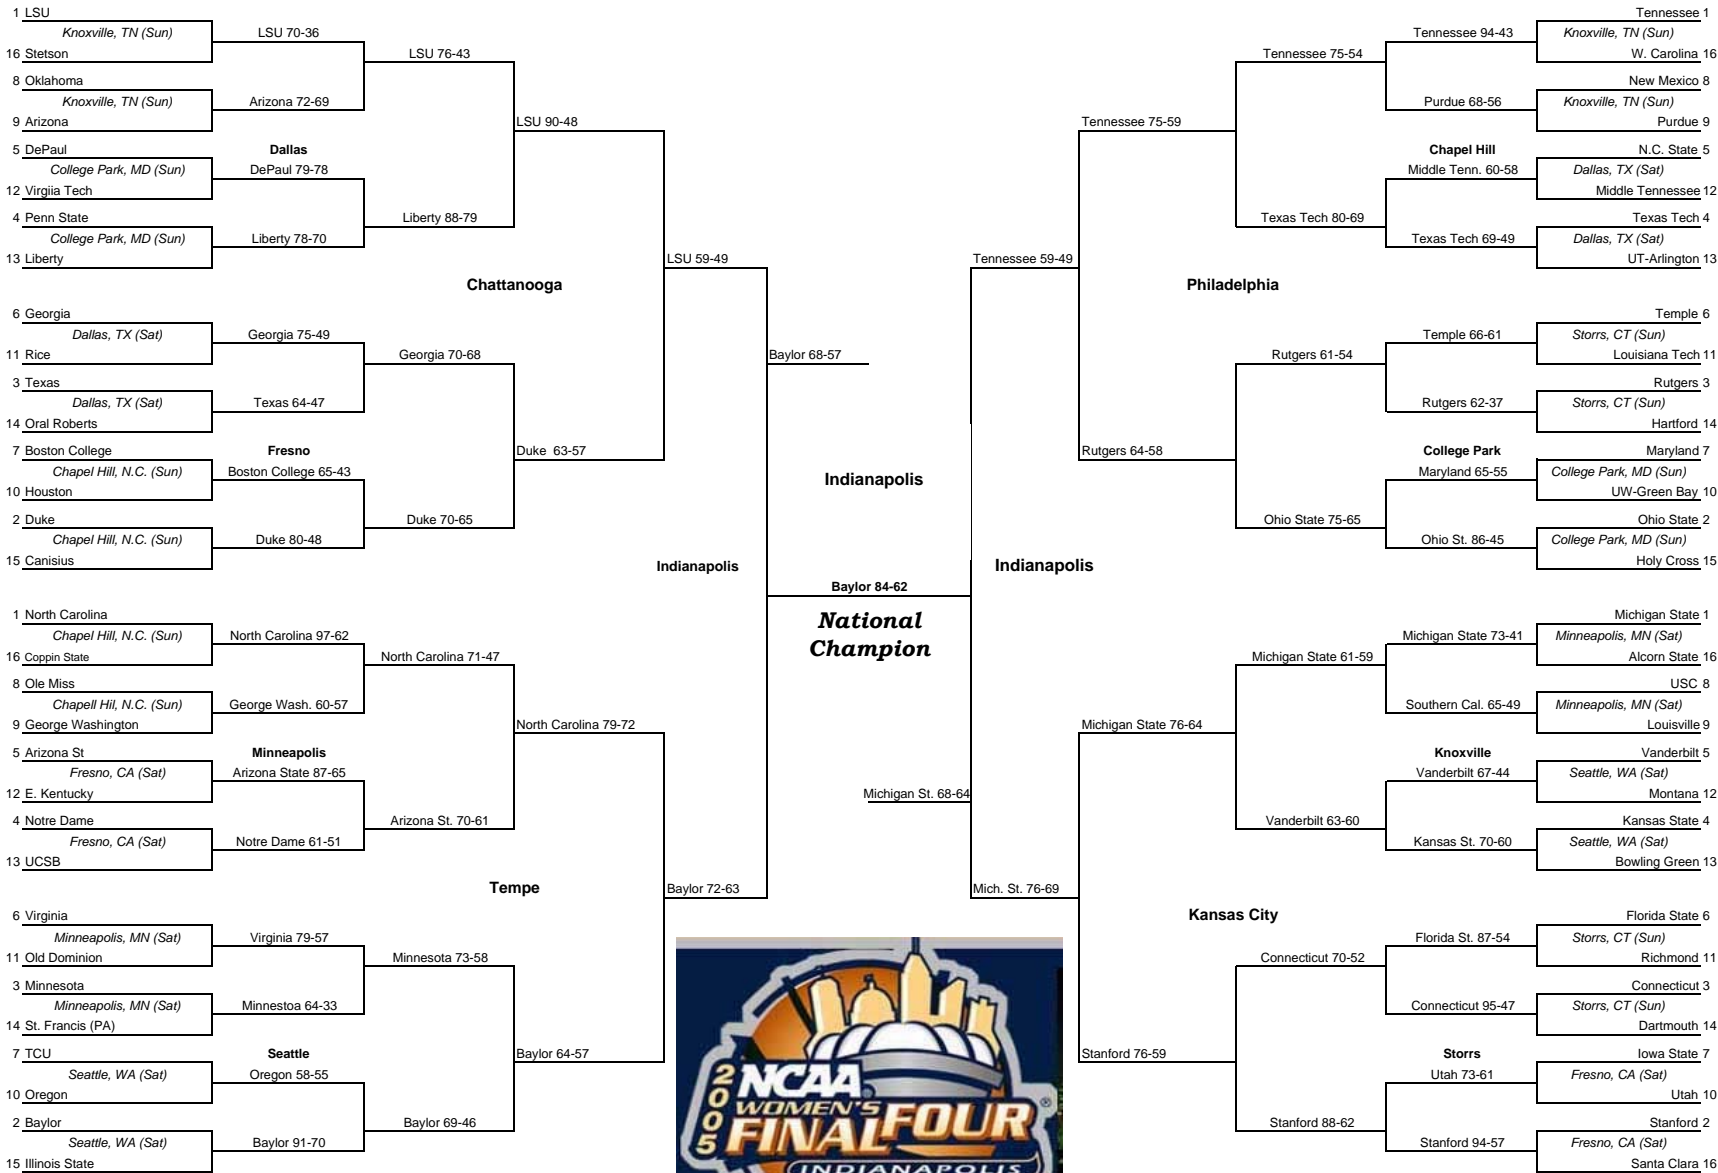 1 LSU
Knoxville, TN (Sun)
LSU 70-36
16 Stetson
LSU 76-43
8 Oklahoma
Knoxville, TN (Sun)
Arizona 72-69
9 Arizona
LSU 90-48
5 DePaul
Dallas
College Park, MD (Sun)
DePaul 79-78
12 Virgiia Tech
4 Penn State
Liberty 88-79
College Park, MD (Sun)
Liberty 78-70
13 Liberty
LSU 59-49
Chattanooga
6 Georgia
Dallas, TX (Sat)
Georgia 75-49
11 Rice
Georgia 70-68
Baylor 68-57
3 Texas
Dallas, TX (Sat)
Texas 64-47
14 Oral Roberts
7 Boston College
Fresno
Duke 63-57
Chapel Hill, N.C. (Sun)
Boston College 65-43
10 Houston
2 Duke
Duke 70-65
Chapel Hill, N.C. (Sun)
Duke 80-48
15 Canisius
Indianapolis
1 North Carolina
Chapel Hill, N.C. (Sun)
North Carolina 97-62
16 Coppin State
North Carolina 71-47
8 Ole Miss
Chapell Hil, N.C. (Sun)
George Wash. 60-57
9 George Washington
North Carolina 79-72
5 Arizona St
Minneapolis
Fresno, CA (Sat)
Arizona State 87-65
12 E. Kentucky
4 Notre Dame
Arizona St. 70-61
Fresno, CA (Sat)
Notre Dame 61-51
13 UCSB
Tempe
Baylor 72-63
6 Virginia
Minneapolis, MN (Sat)
Virginia 79-57
11 Old Dominion
Minnesota 73-58
3 Minnesota
Minneapolis, MN (Sat)
Minnestoa 64-33
14 St. Francis (PA)
7 TCU
Seattle
Baylor 64-57
Seattle, WA (Sat)
Oregon 58-55
10 Oregon
2 Baylor
Baylor 69-46
Seattle, WA (Sat)
Baylor 91-70
15 Illinois State
Indianapolis
Baylor 84-62
National
Champion
Indianapolis
Michigan St. 68-64
2005
NCAA
WOMEN'S
FINAL FOUR
®
INDIANAPOLIS
Tennessee 1
Tennessee 94-43
Knoxville, TN (Sun)
Tennessee 75-54
W. Carolina 16
New Mexico 8
Purdue 68-56
Knoxville, TN (Sun)
Tennessee 75-59
Purdue 9
Chapel Hill
N.C. State 5
Middle Tenn. 60-58
Dallas, TX (Sat)
Middle Tennessee 12
Texas Tech 80-69
Texas Tech 4
Texas Tech 69-49
Dallas, TX (Sat)
Tennessee 59-49
UT-Arlington 13
Philadelphia
Temple 6
Temple 66-61
Storrs, CT (Sun)
Rutgers 61-54
Louisiana Tech 11
Rutgers 3
Rutgers 62-37
Storrs, CT (Sun)
Hartford 14
Rutgers 64-58
College Park
Maryland 7
Maryland 65-55
College Park, MD (Sun)
UW-Green Bay 10
Ohio State 75-65
Ohio State 2
Ohio St. 86-45
College Park, MD (Sun)
Holy Cross 15
Michigan State 1
Michigan State 73-41
Minneapolis, MN (Sat)
Michigan State 61-59
Alcorn State 16
USC 8
Southern Cal. 65-49
Minneapolis, MN (Sat)
Michigan State 76-64
Louisville 9
Knoxville
Vanderbilt 5
Vanderbilt 67-44
Seattle, WA (Sat)
Montana 12
Vanderbilt 63-60
Kansas State 4
Kansas St. 70-60
Seattle, WA (Sat)
Bowling Green 13
Mich. St. 76-69
Kansas City
Florida State 6
Florida St. 87-54
Storrs, CT (Sun)
Connecticut 70-52
Richmond 11
Connecticut 3
Connecticut 95-47
Storrs, CT (Sun)
Dartmouth 14
Stanford 76-59
Storrs
Iowa State 7
Utah 73-61
Fresno, CA (Sat)
Utah 10
Stanford 88-62
Stanford 2
Stanford 94-57
Fresno, CA (Sat)
Santa Clara 16